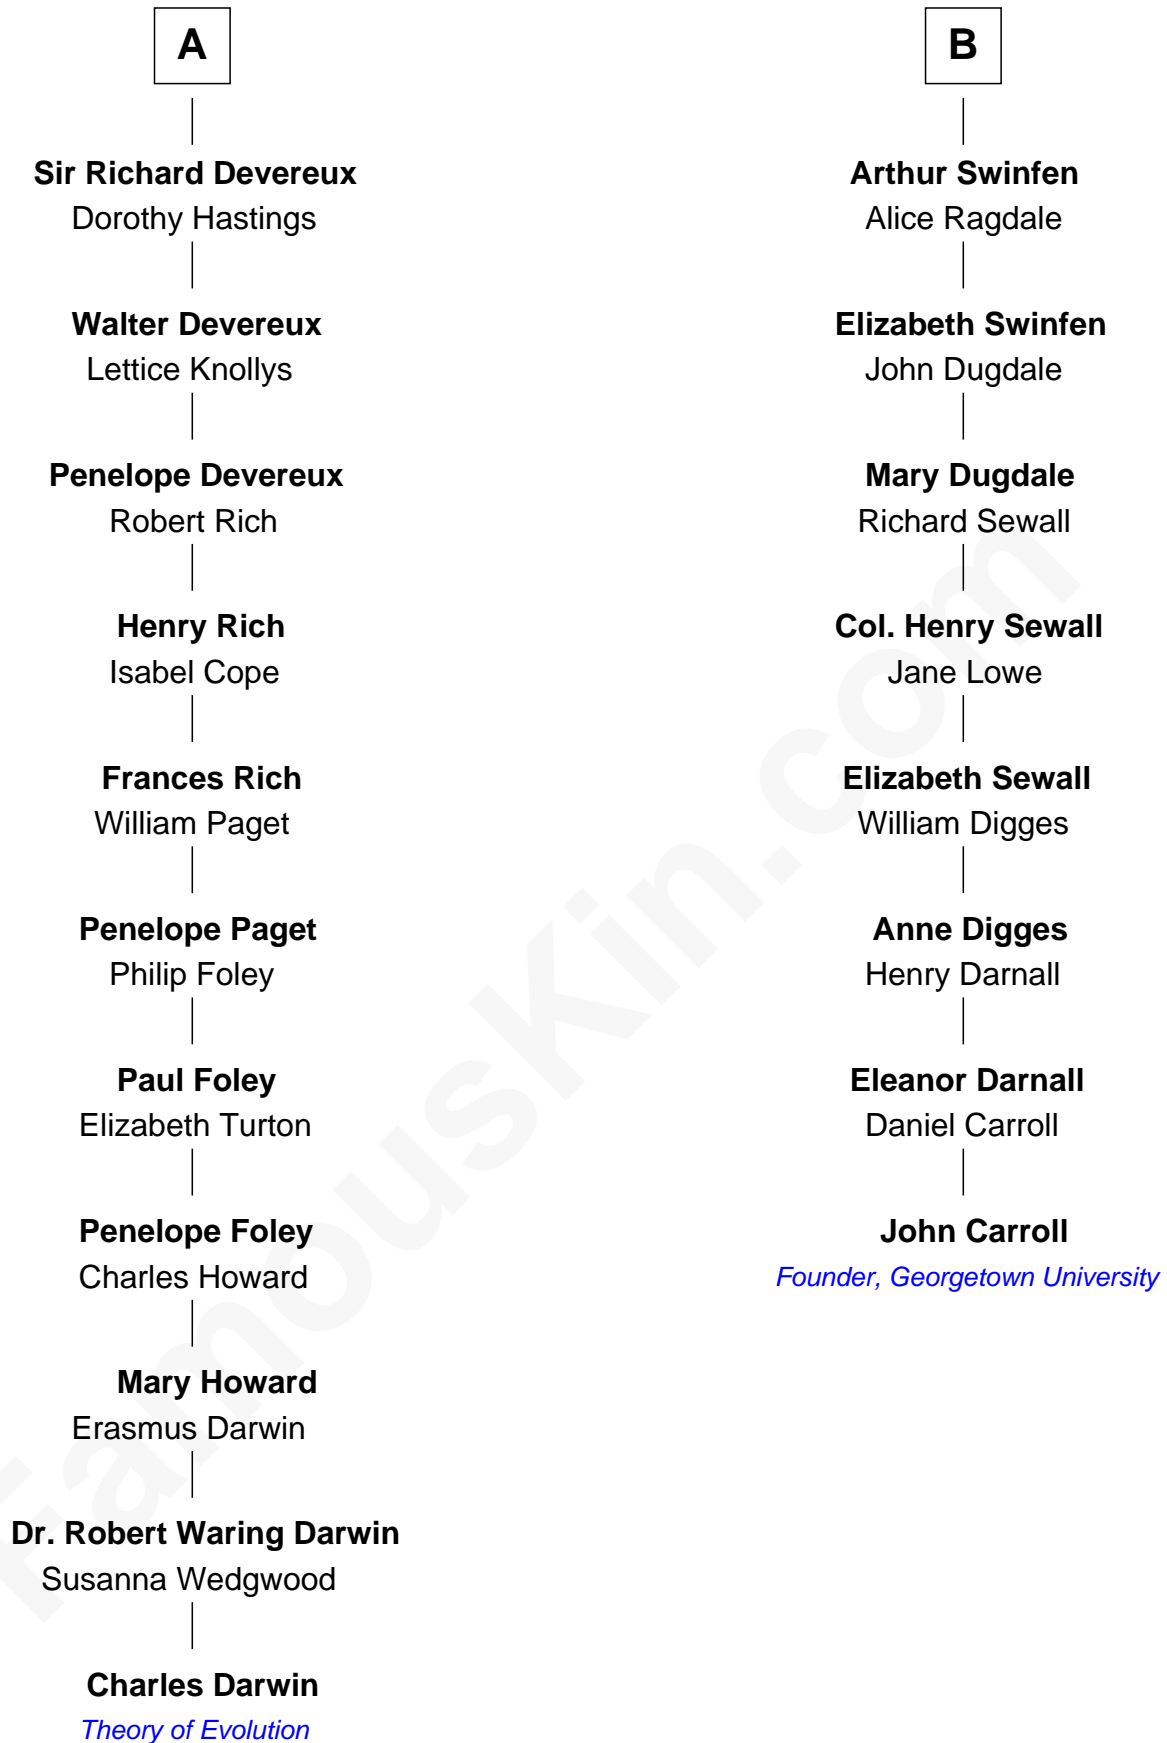 A
Sir Richard Devereux
Dorothy Hastings
Walter Devereux
Lettice Knollys
Penelope Devereux
Robert Rich
Henry Rich
Isabel Cope
Frances Rich
William Paget
Penelope Paget
Philip Foley
Paul Foley
Elizabeth Turton
Penelope Foley
Charles Howard
Mary Howard
Erasmus Darwin
Dr. Robert Waring Darwin
Susanna Wedgwood
Charles Darwin
Theory of Evolution
B
Arthur Swinfen
Alice Ragdale
Elizabeth Swinfen
John Dugdale
Mary Dugdale
Richard Sewall
Col. Henry Sewall
Jane Lowe
Elizabeth Sewall
William Digges
Anne Digges
Henry Darnall
Eleanor Darnall
Daniel Carroll
John Carroll
Founder, Georgetown University
FamousKin.com